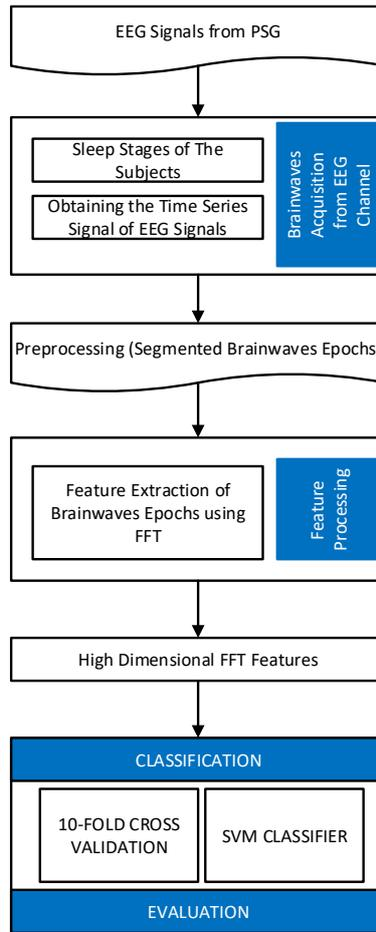 EEG Signals from PSG
Sleep Stages of The
Subjects
Obtaining the Time Series
Signal of EEG Signals
Brainwaves
Acquisition
from EEG
Channel
Preprocessing (Segmented Brainwaves Epochs
Feature Extraction of
Brainwaves Epochs using
FFT
Feature
Processing
High Dimensional FFT Features
CLASSIFICATION
10-FOLD CROSS
VALIDATION
SVM CLASSIFIER
EVALUATION